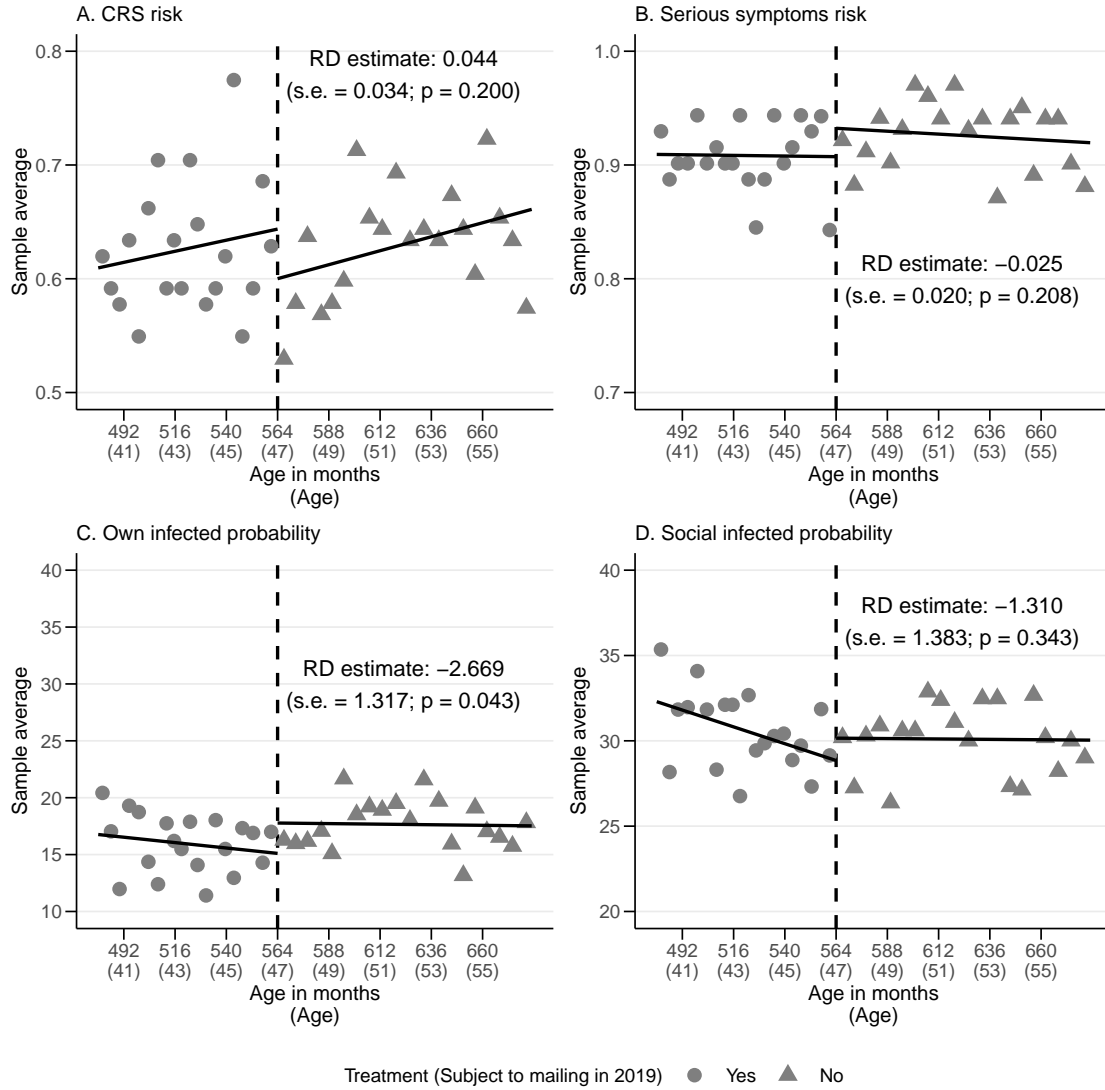 A. CRS risk
RD estimate: 0.044
(s.e. = 0.034; p = 0.200)
0.8
0.7
0.6
0.5
Sample average
492 516 540 564 588 612 636 660
(41) (43) (45) (47) (49) (51) (53) (55)
Age in months
(Age)
B. Serious symptoms risk
1.0
0.9
0.8
0.7
Sample average
RD estimate: −0.025
(s.e. = 0.020; p = 0.208)
492 516 540 564 588 612 636 660
(41) (43) (45) (47) (49) (51) (53) (55)
Age in months
(Age)
C. Own infected probability
40
35
30
25
20
15
10
Sample average
RD estimate: −2.669
(s.e. = 1.317; p = 0.043)
492 516 540 564 588 612 636 660
(41) (43) (45) (47) (49) (51) (53) (55)
Age in months
(Age)
D. Social infected probability
40
35
30
25
20
Sample average
RD estimate: −1.310
(s.e. = 1.383; p = 0.343)
492 516 540 564 588 612 636 660
(41) (43) (45) (47) (49) (51) (53) (55)
Age in months
(Age)
Treatment (Subject to mailing in 2019) Yes No